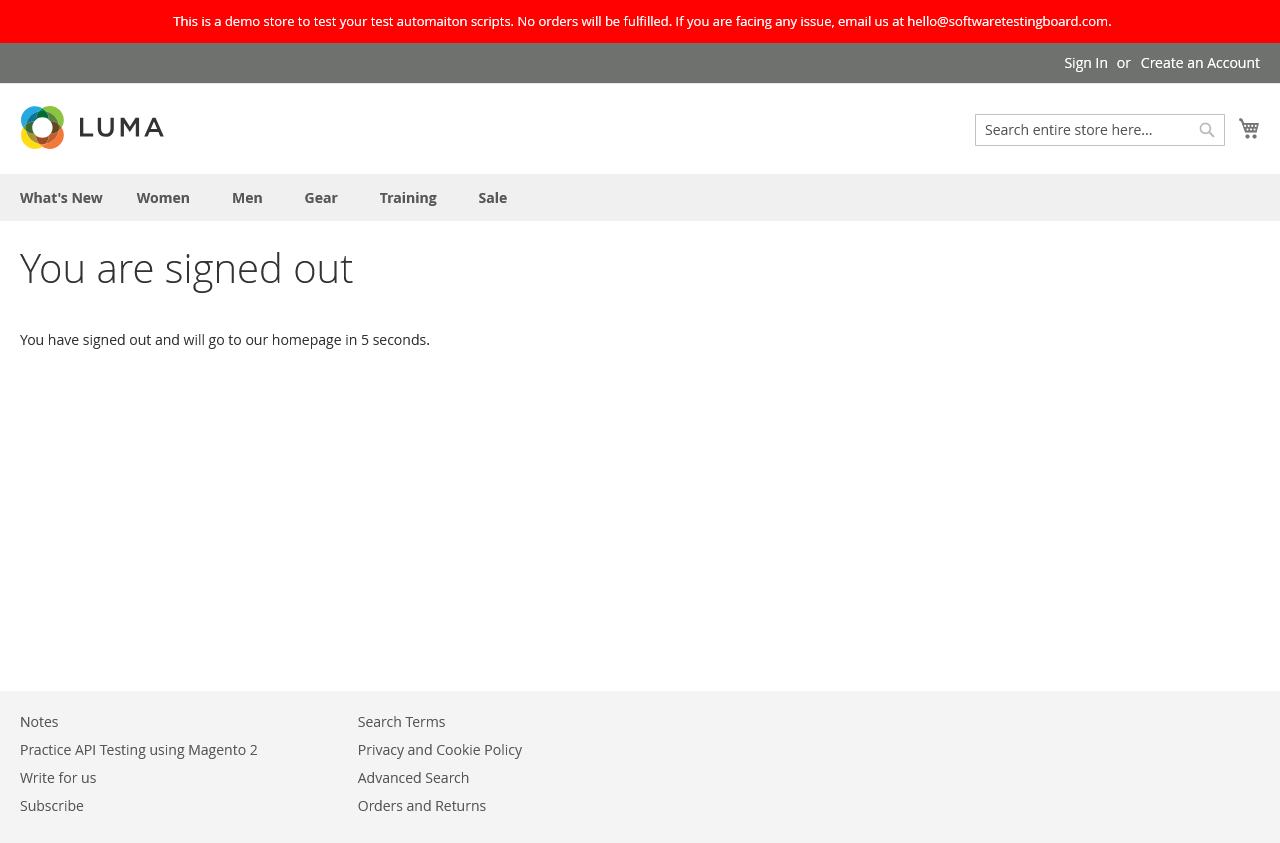 This is a demo store to test your test automaiton scripts. No orders will be fulfilled. If you are facing any issue, email us at hello@softwaretestingboard.com.
Sign In or Create an Account
LUMA
Search entire store here...
What's New Women Men Gear Training Sale
You are signed out
You have signed out and will go to our homepage in 5 seconds.
Notes Search Terms
Practice API Testing using Magento 2 Privacy and Cookie Policy
Write for us Advanced Search
Subscribe Orders and Returns